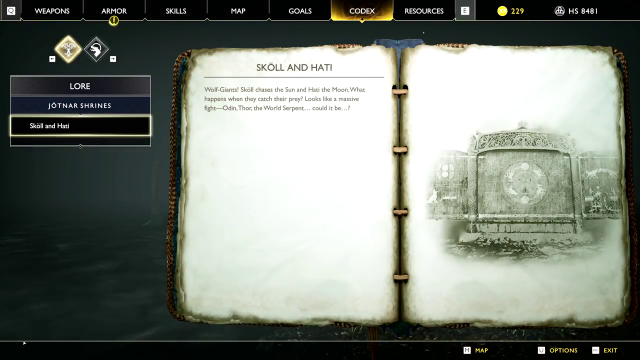 Q WEAPONS ARMOR SKILLS MAP GOALS CODEX RESOURCES E 229 HS 8481
LORE
JÖTNAR SHRINES
Sköll and Hati
SKÖLL AND HATI
Wolf-Giants! Sköll chases the Sun and Hati the Moon. What
happens when they catch their prey? Looks like a massive
fight—Odin, Thor, the World Serpent... could it be...?
M MAP OPTIONS EXIT